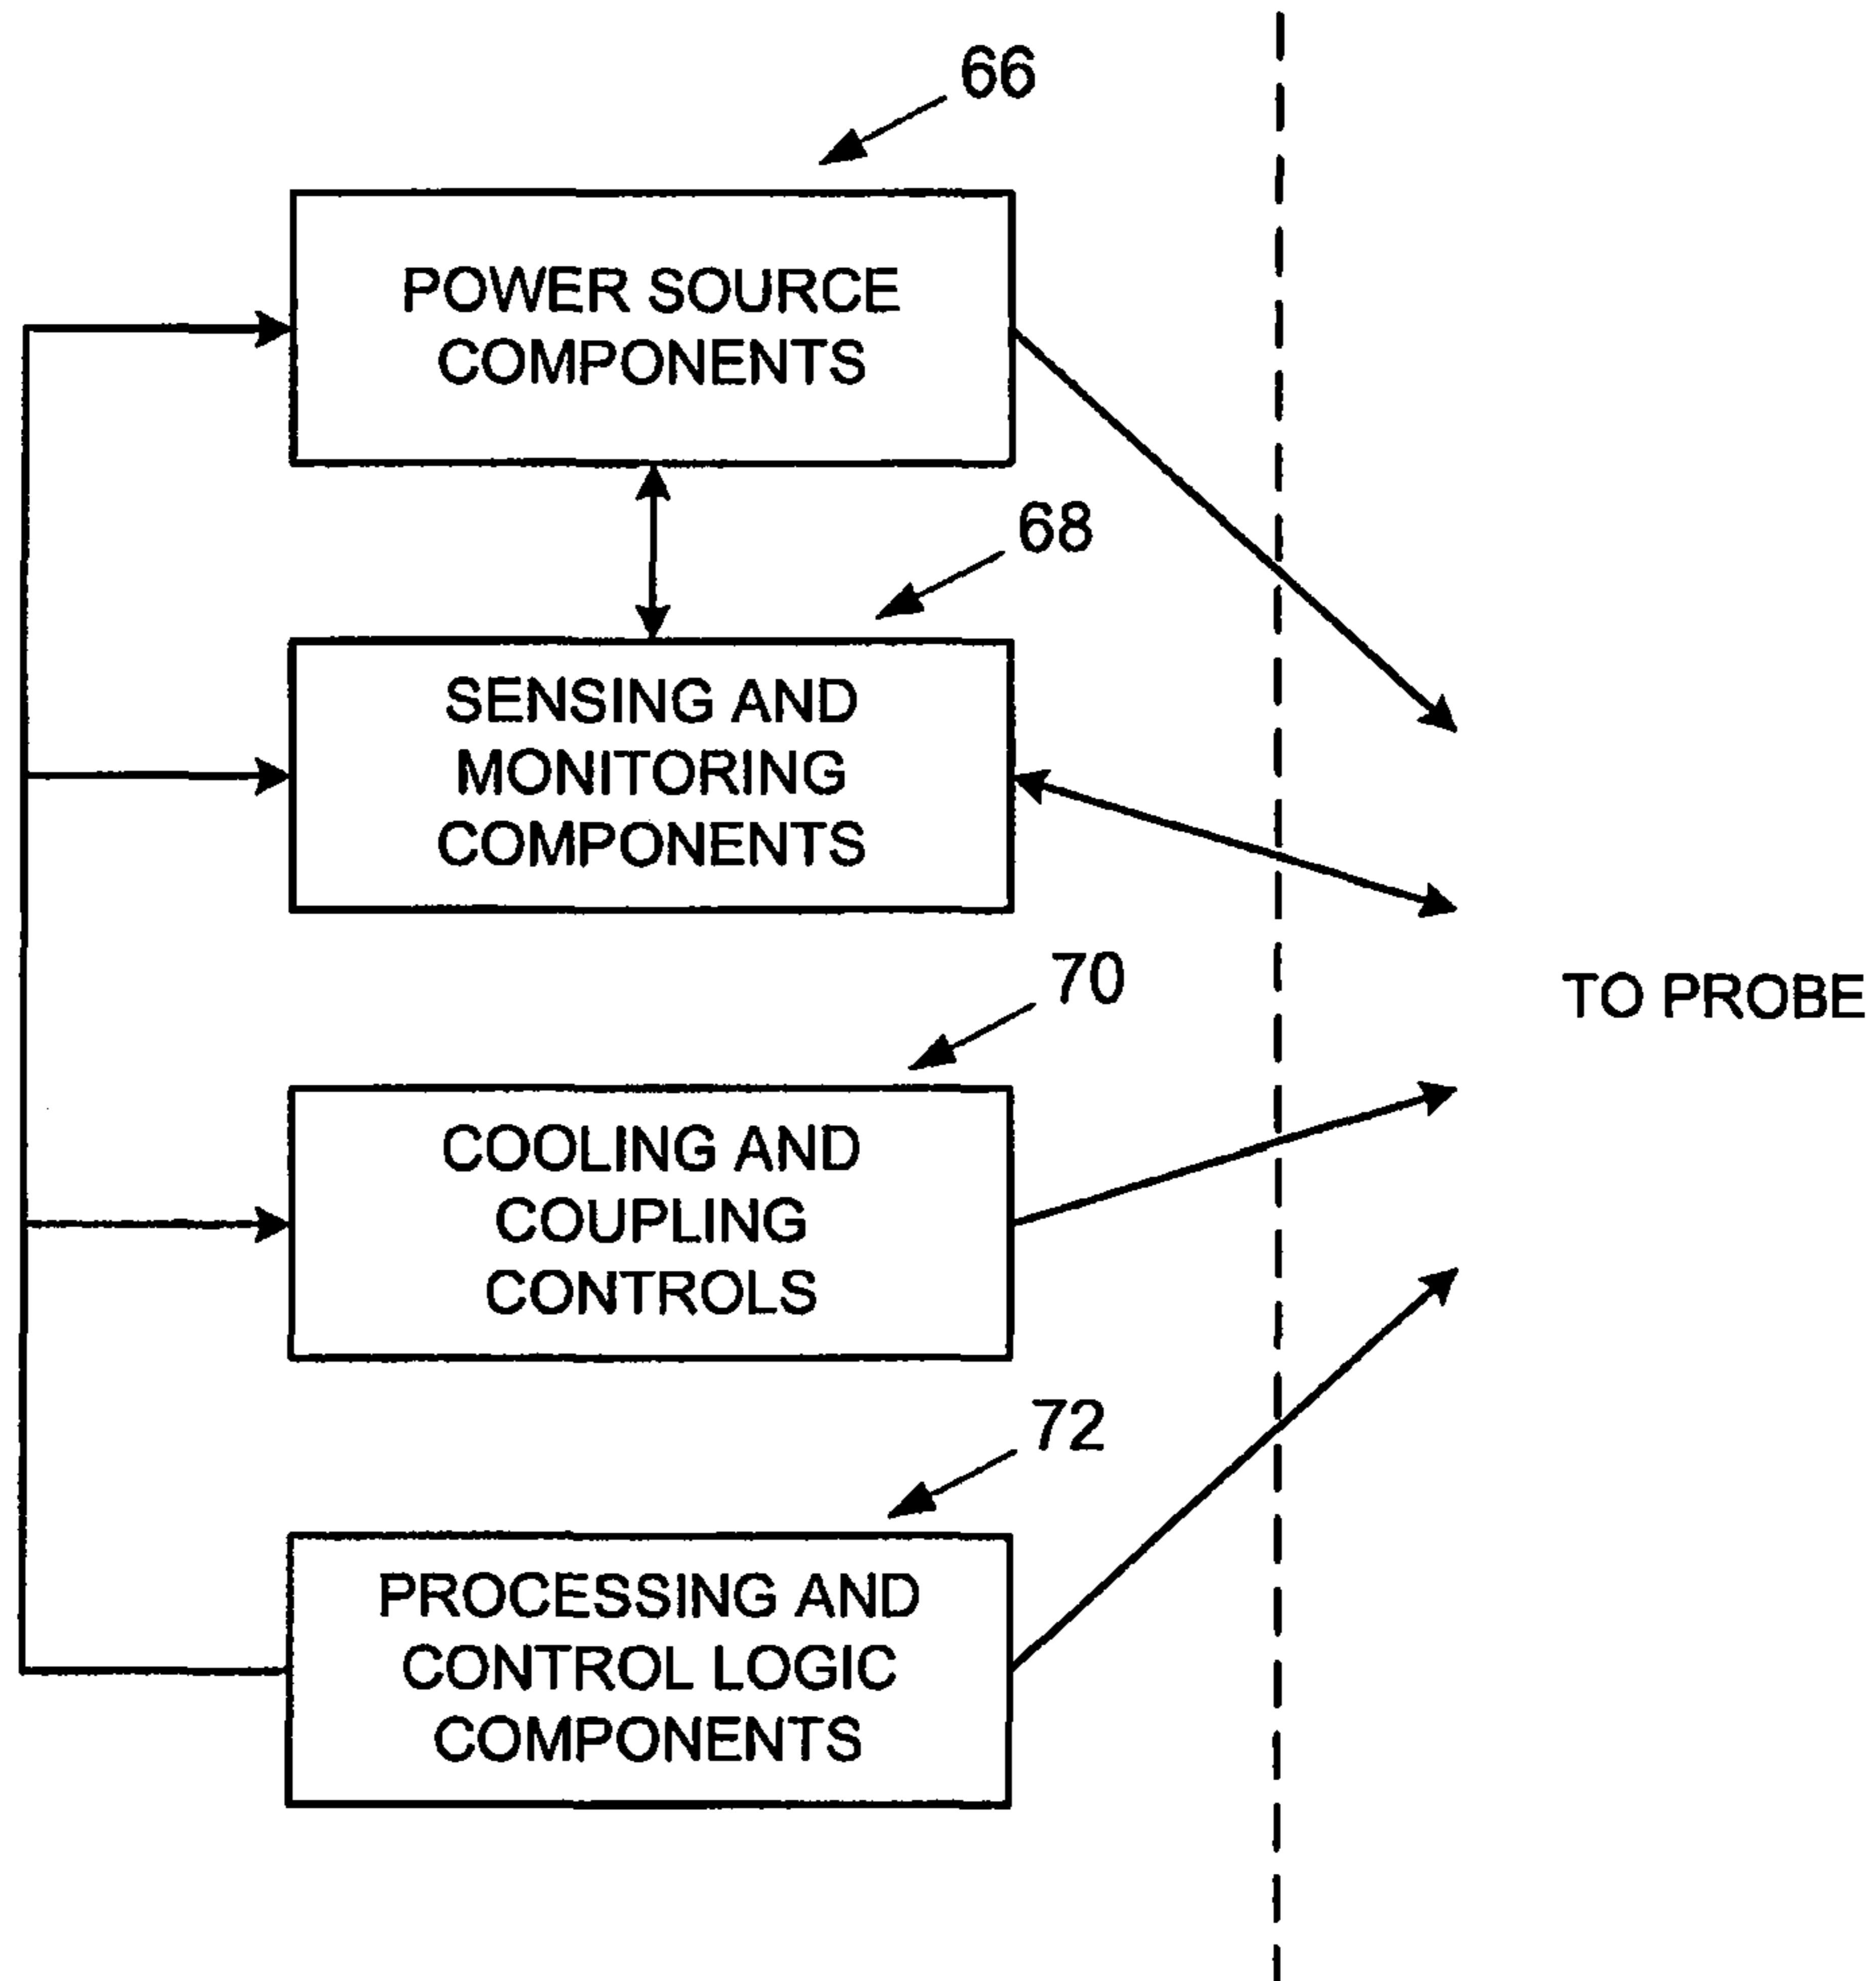 66
POWER SOURCE
COMPONENTS
68
SENSING AND
MONITORING
COMPONENTS
70
TO PROBE
COOLING AND
COUPLING
CONTROLS
72
PROCESSING AND
CONTROL LOGIC
COMPONENTS